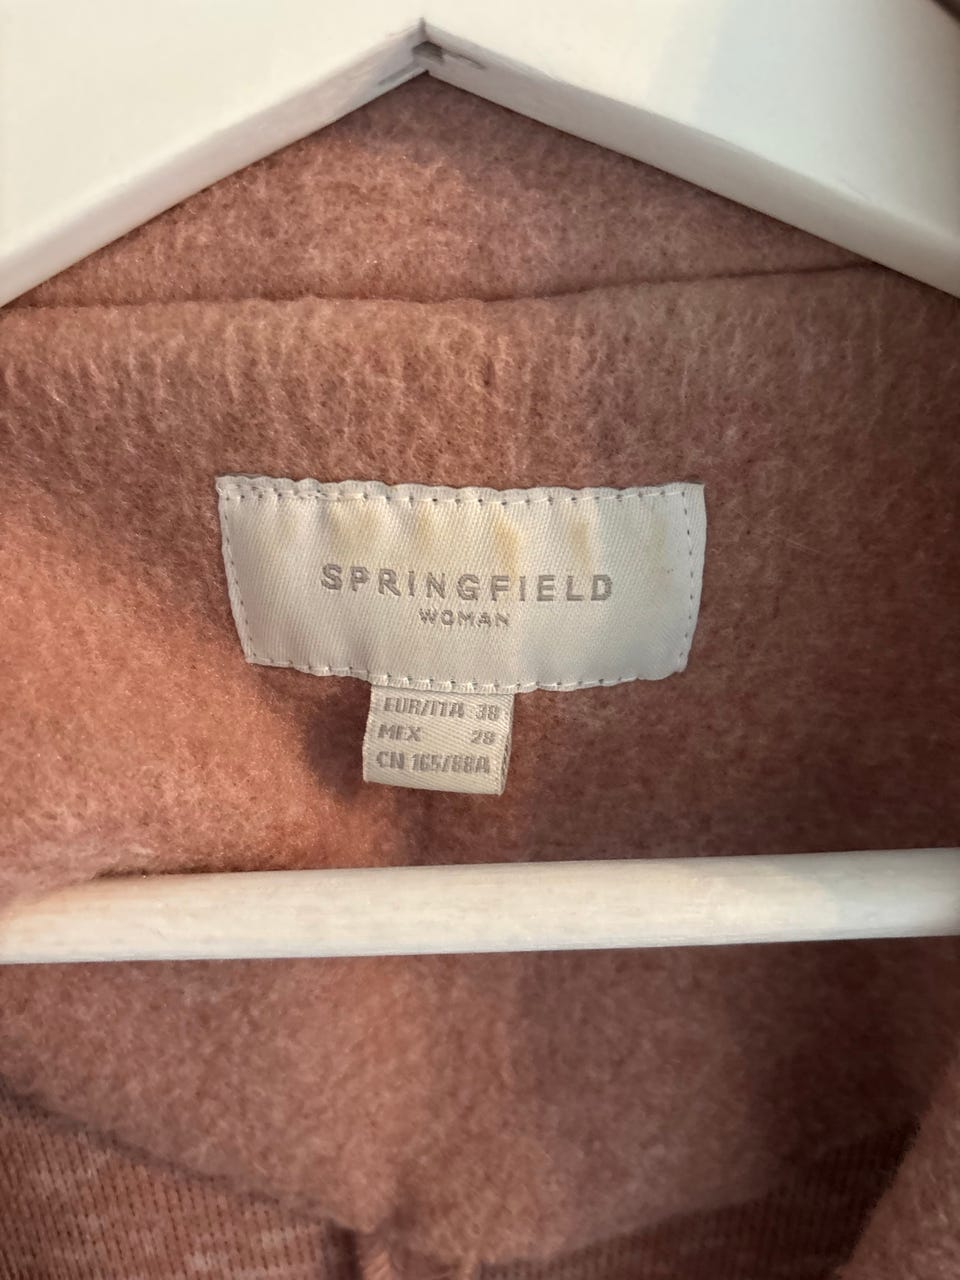 SPRINGFIELD
WOMAN
EUR/ITA 38
MEX 28
CN 165/88A